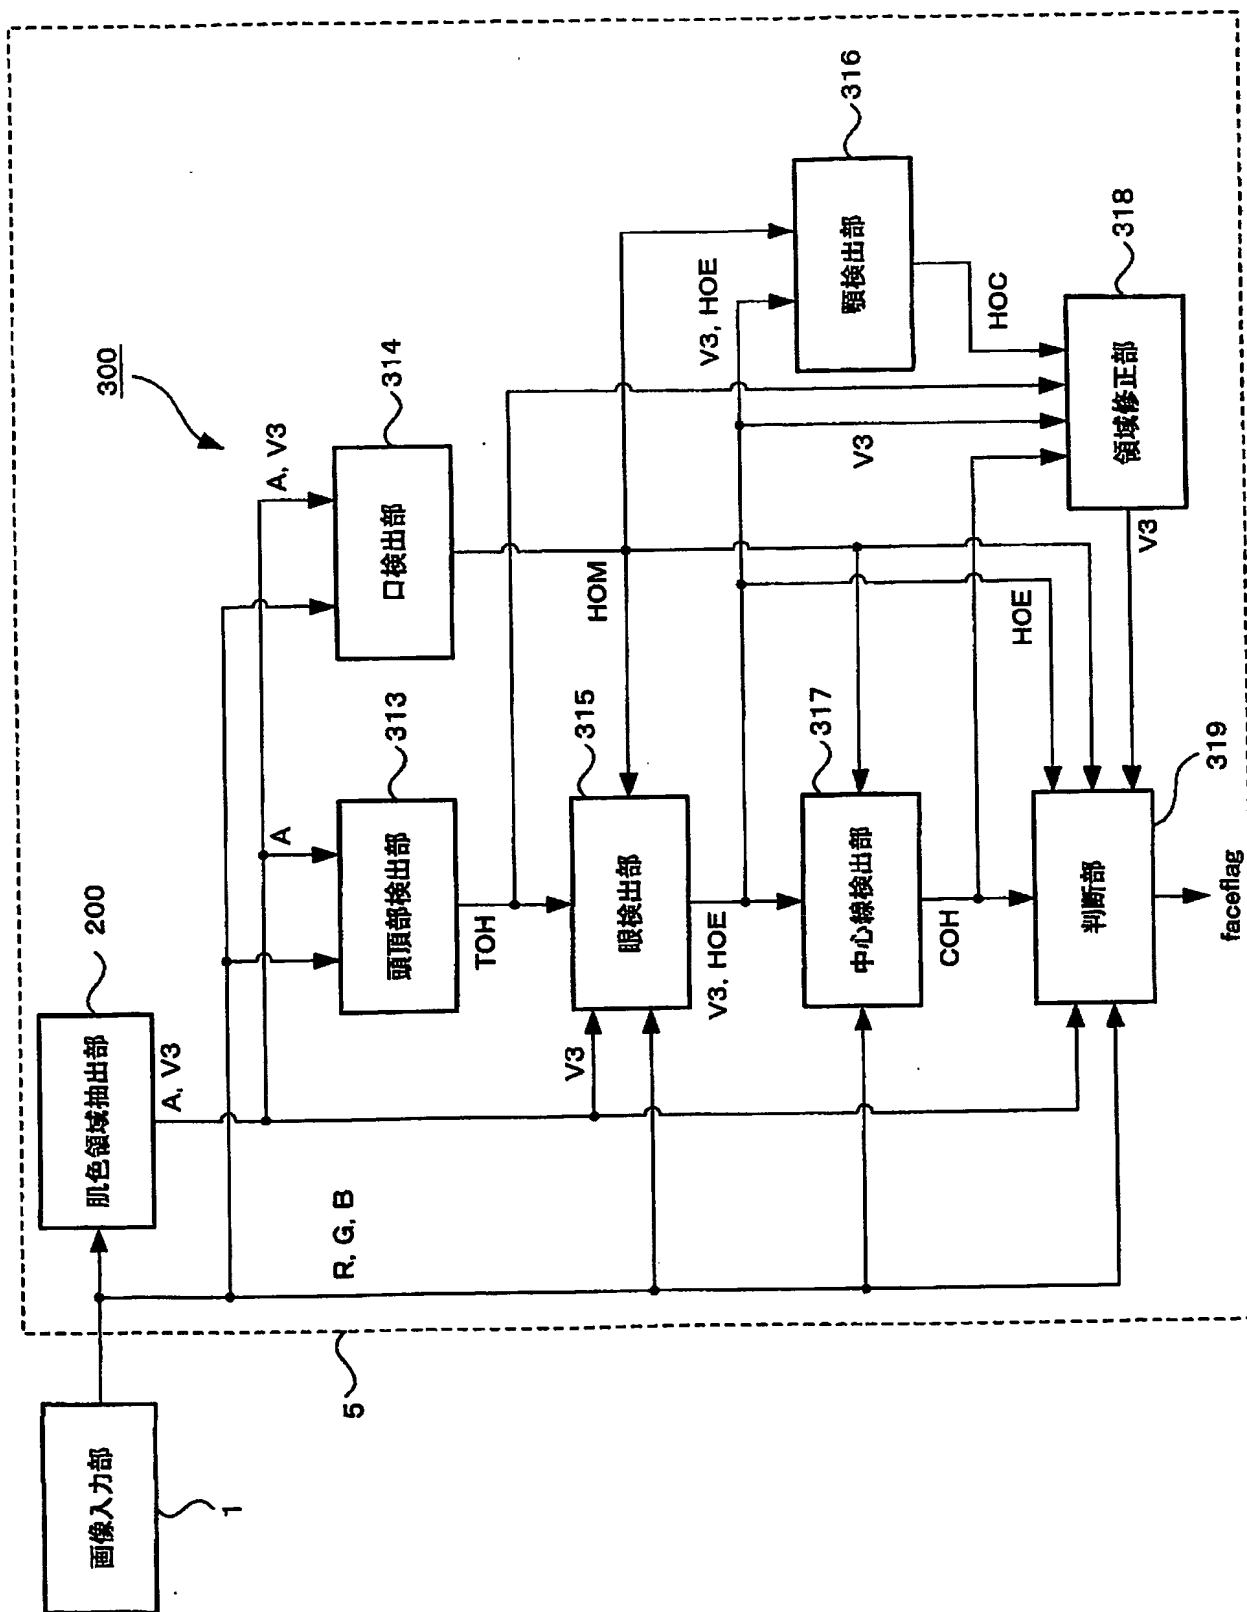 画像入力部
1
5
R, G, B
肌色領域抽出部
200
A, V3
300
A
A, V3
頭頂部検出部
313
口検出部
314
TOH
HOM
V3
眼検出部
315
V3, HOE
V3, HOE
顎検出部
316
中心線検出部
317
COH
HOC
V3
領域修正部
318
HOE
V3
判断部
319
faceflag